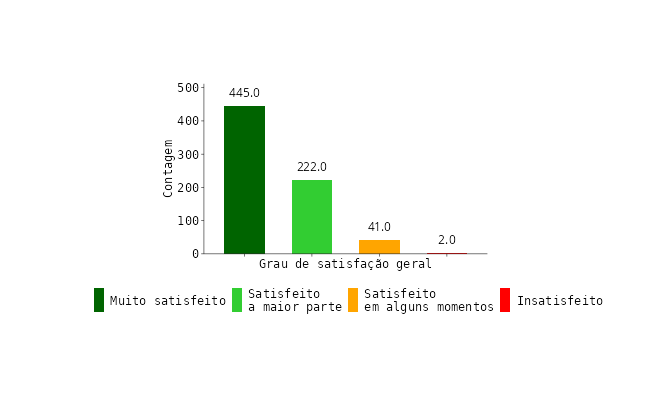 500
400
300
200
100
0
Contagem
445.0
222.0
41.0
2.0
Grau de satisfação geral
Muito satisfeito
Satisfeito
a maior parte
Satisfeito
em alguns momentos
Insatisfeito